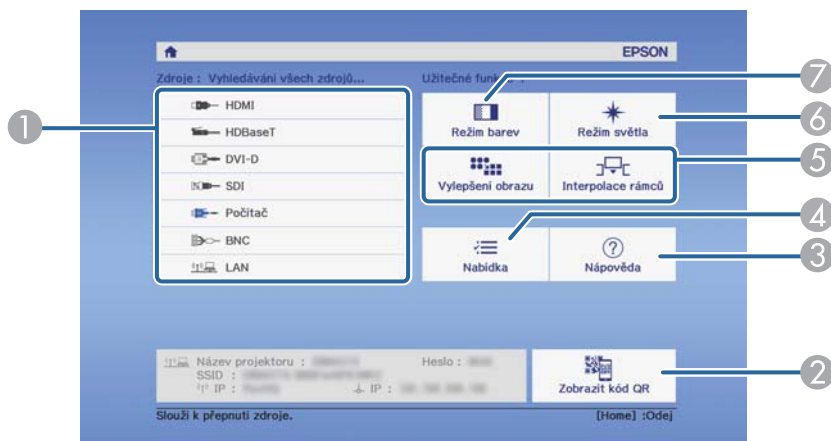 EPSON
Zdroje : Vyhledávání všech zdrojů...
Užitečné funkce :
HDMI
HDBaseT
DVI-D
SDI
Počítač
BNC
LAN
Režim barev
Režim světla
Vylepšení obrazu
Interpolace rámců
Nabídka
Nápověda
Název projektoru :
Heslo :
SSID :
IP :
IP :
Zobrazit kód QR
Slouží k přepnutí zdroje.
[Home] :Odej
1
7
6
5
4
3
2